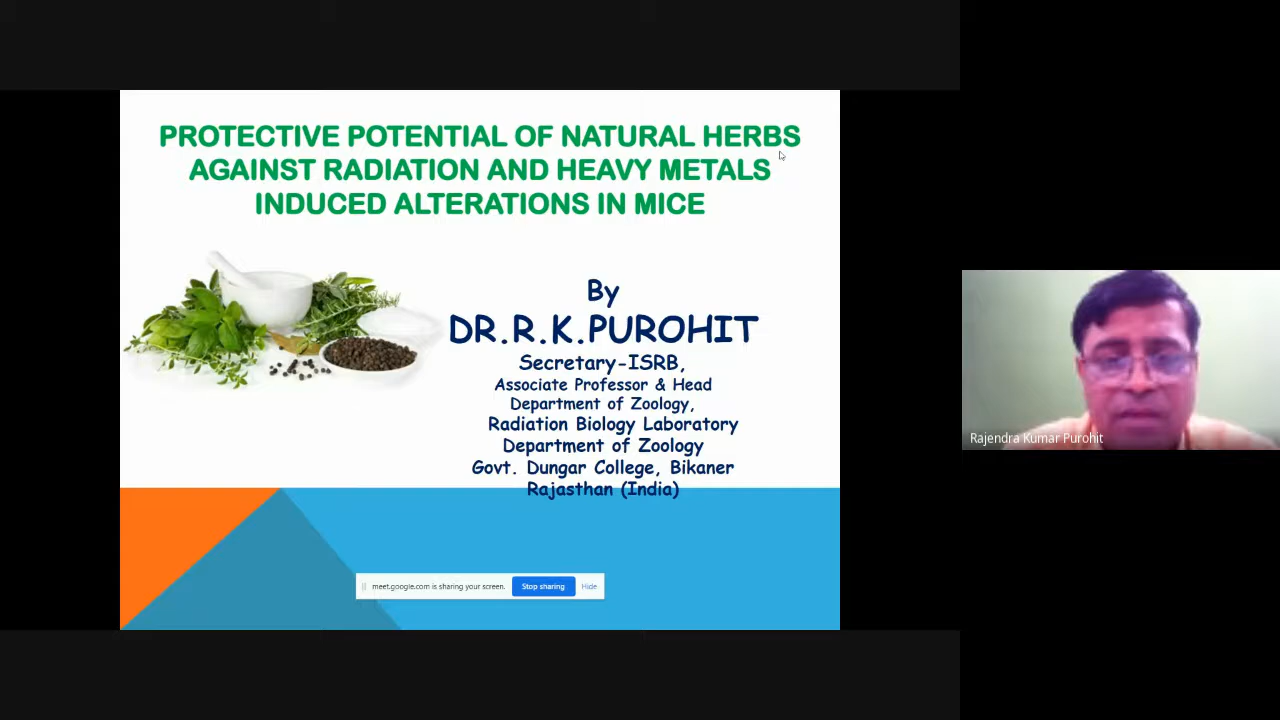 PROTECTIVE POTENTIAL OF NATURAL HERBS
AGAINST RADIATION AND HEAVY METALS
INDUCED ALTERATIONS IN MICE
By
DR.R.K.PUROHIT
Secretary-ISRB,
Associate Professor & Head
Department of Zoology,
Radiation Biology Laboratory
Department of Zoology
Govt. Dungar College, Bikaner
Rajasthan (India)
meet.google.com is sharing your screen. Stop sharing Hide
Rajendra Kumar Purohit